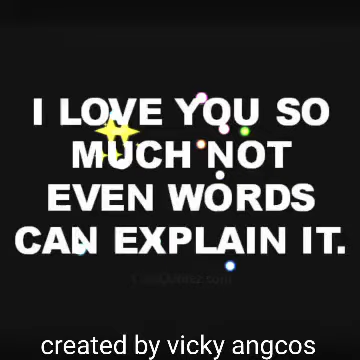 I LOVE YOU SO
MUCH NOT
EVEN WORDS
CAN EXPLAIN IT.
created by vicky angcos